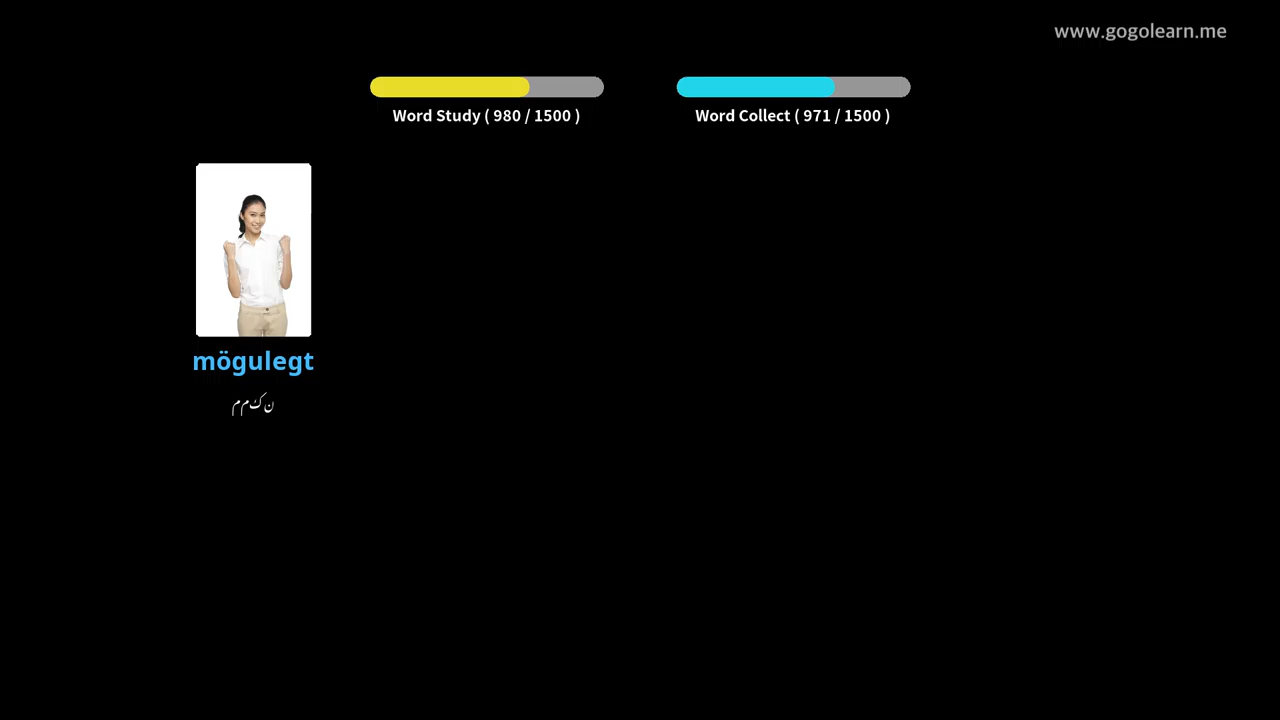 www.gogolearn.me
Word Study ( 980 / 1500 )
Word Collect ( 971 / 1500 )
mögulegt
ن ک م م